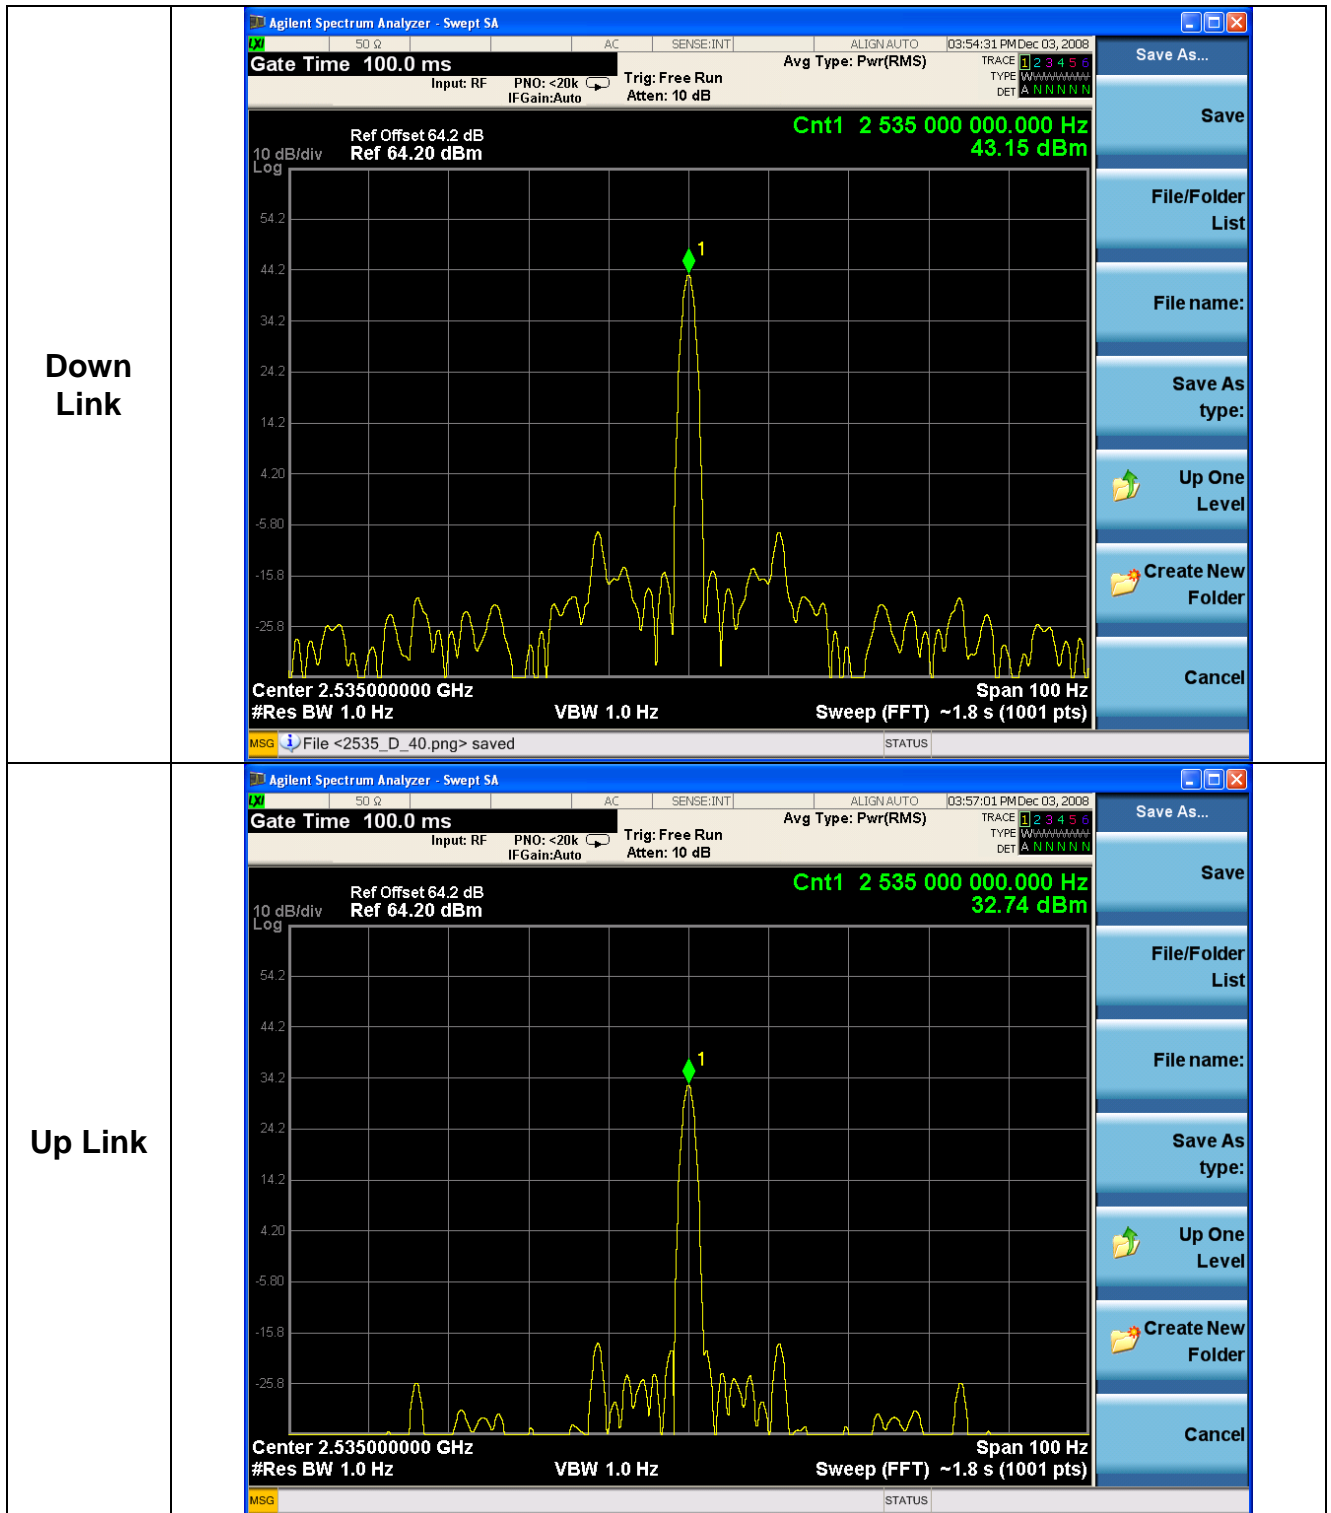 Down
Link
Agilent Spectrum Analyzer - Swept SA
LXI 50 Ω AC SENSE:INT ALIGN AUTO 03:54:31 PM Dec 03, 2008
Gate Time 100.0 ms
Input: RF PNO: <20k Trig: Free Run
IFGain:Auto Atten: 10 dB
Avg Type: Pwr(RMS)
TRACE 1 2 3 4 5 6
TYPE
DET A N N N N N
Cnt1 2 535 000 000.000 Hz
43.15 dBm
Ref Offset 64.2 dB
10 dB/div Ref 64.20 dBm
Log
54.2
44.2
34.2
24.2
14.2
4.20
-5.80
-15.8
-25.8
1
Center 2.535000000 GHz Span 100 Hz
#Res BW 1.0 Hz VBW 1.0 Hz Sweep (FFT) ~1.8 s (1001 pts)
MSG File <2535_D_40.png> saved STATUS
Save As...
Save
File/Folder
List
File name:
Save As
type:
Up One
Level
Create New
Folder
Cancel
Up Link
Agilent Spectrum Analyzer - Swept SA
LXI 50 Ω AC SENSE:INT ALIGN AUTO 03:57:01 PM Dec 03, 2008
Gate Time 100.0 ms
Input: RF PNO: <20k Trig: Free Run
IFGain:Auto Atten: 10 dB
Avg Type: Pwr(RMS)
TRACE 1 2 3 4 5 6
TYPE
DET A N N N N N
Cnt1 2 535 000 000.000 Hz
32.74 dBm
Ref Offset 64.2 dB
10 dB/div Ref 64.20 dBm
Log
54.2
44.2
34.2
24.2
14.2
4.20
-5.80
-15.8
-25.8
1
Center 2.535000000 GHz Span 100 Hz
#Res BW 1.0 Hz VBW 1.0 Hz Sweep (FFT) ~1.8 s (1001 pts)
MSG STATUS
Save As...
Save
File/Folder
List
File name:
Save As
type:
Up One
Level
Create New
Folder
Cancel